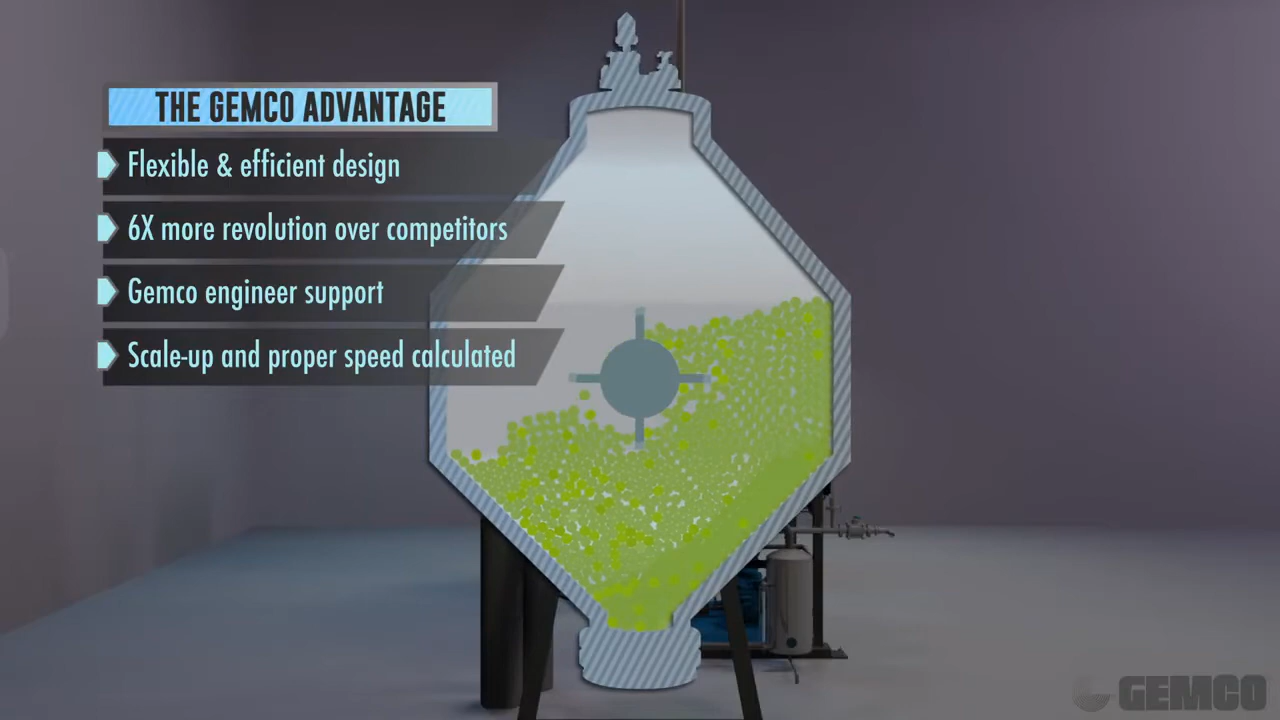 THE GEMCO ADVANTAGE
Flexible & efficient design
6X more revolution over competitors
Gemco engineer support
Scale-up and proper speed calculated
GEMCO